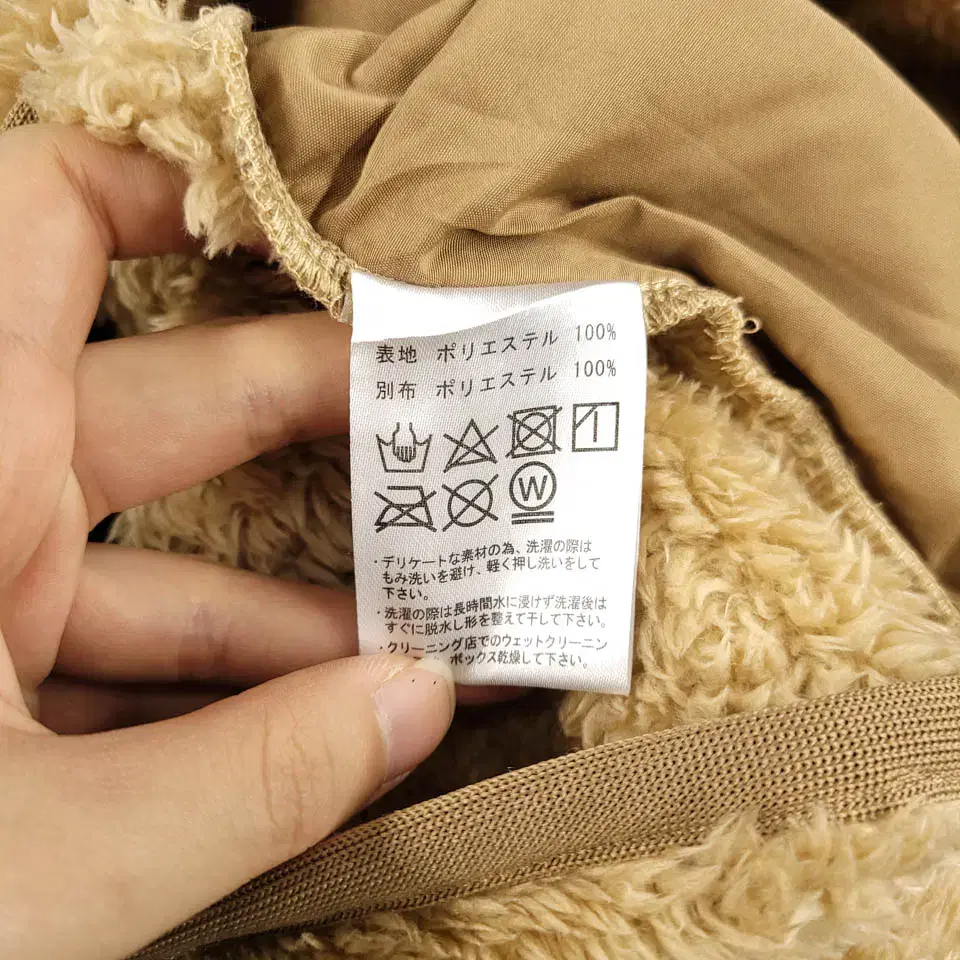 表地 ポリエステル 100%
別布 ポリエステル 100%
W
・デリケートな素材の為、洗濯の際は
もみ洗いを避け、軽く押し洗いをして
下さい。
・洗濯の際は長時間水に浸けず洗濯後は
すぐに脱水し形を整えて干して下さい。
・クリーニング店でのウェットクリーニン
ボックス乾燥して下さい。